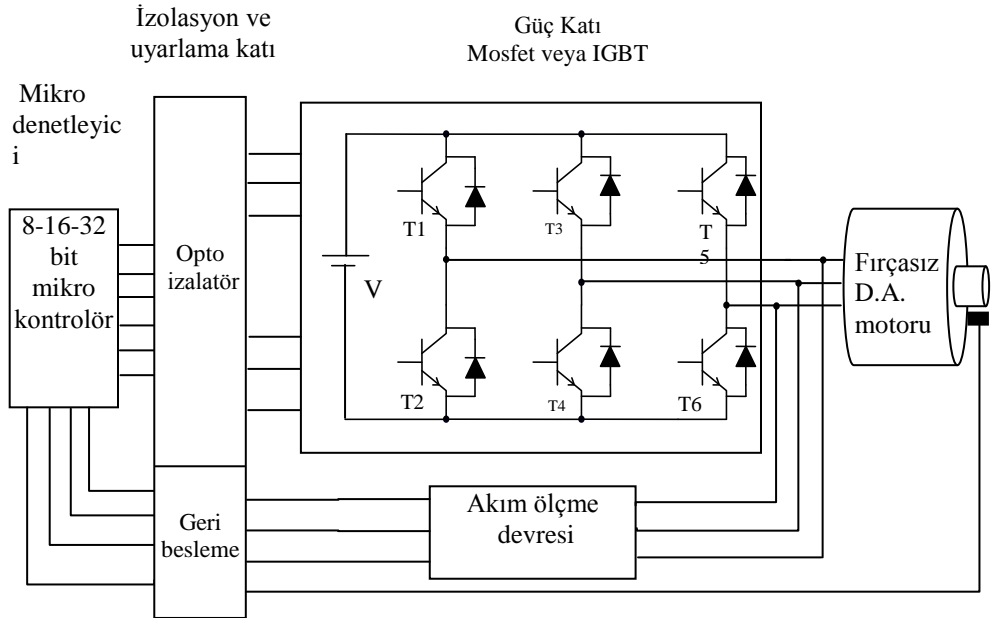 İzolasyon ve
uyarlama katı
Güç Katı
Mosfet veya IGBT
Mikro
denetleyic
i
8-16-32
bit
mikro
kontrolör
Opto
izalatör
V
T1
T3
T
5
T2
T4
T6
Fırçasız
D.A.
motoru
Geri
besleme
Akım ölçme
devresi